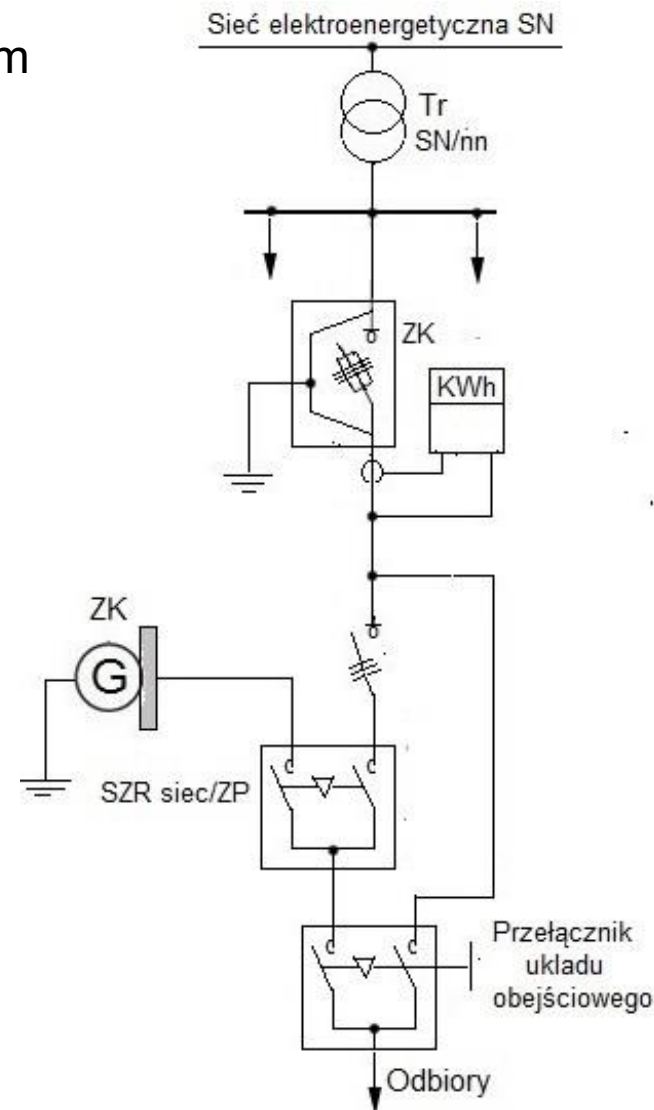 Sieć elektroenergetyczna SN
m
Tr
SN/nn
ZK
KWh
ZK
G
SZR siec/ZP
Przełącznik
ukladu
obejściowego
Odbiory